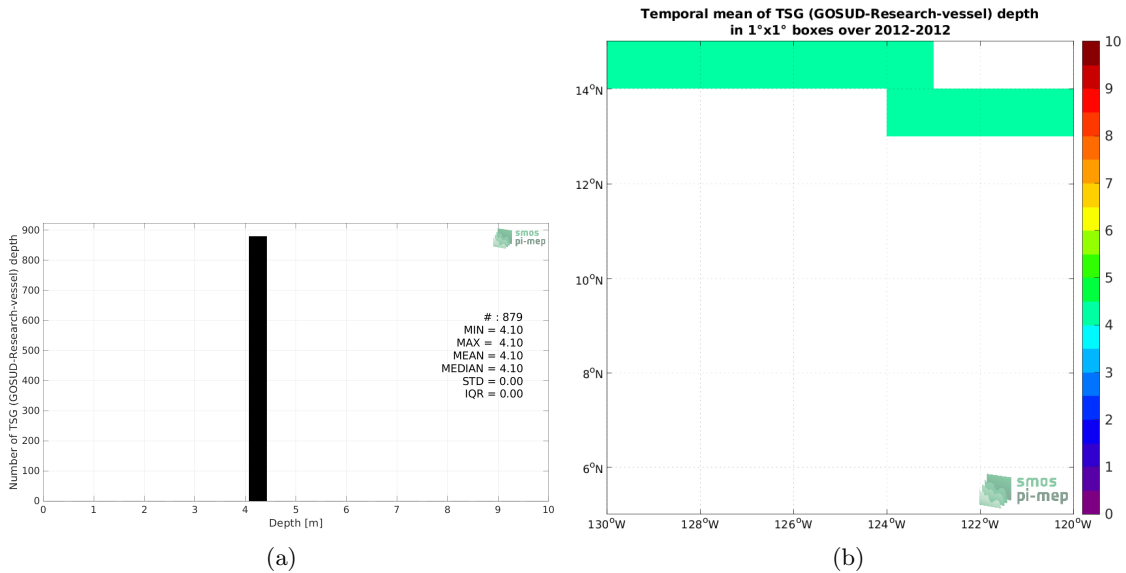 900
800
700
600
500
400
300
200
100
0
Number of TSG (GOSUD-Research-vessel) depth
smos
pi-mep
# : 879
MIN = 4.10
MAX = 4.10
MEAN = 4.10
MEDIAN = 4.10
STD = 0.00
IQR = 0.00
0 1 2 3 4 5 6 7 8 9 10
Depth [m]
(a)
Temporal mean of TSG (GOSUD-Research-vessel) depth
in 1°x1° boxes over 2012-2012
14°N
12°N
10°N
8°N
6°N
130°W 128°W 126°W 124°W 122°W 120°W
smos
pi-mep
10
9
8
7
6
5
4
3
2
1
0
(b)